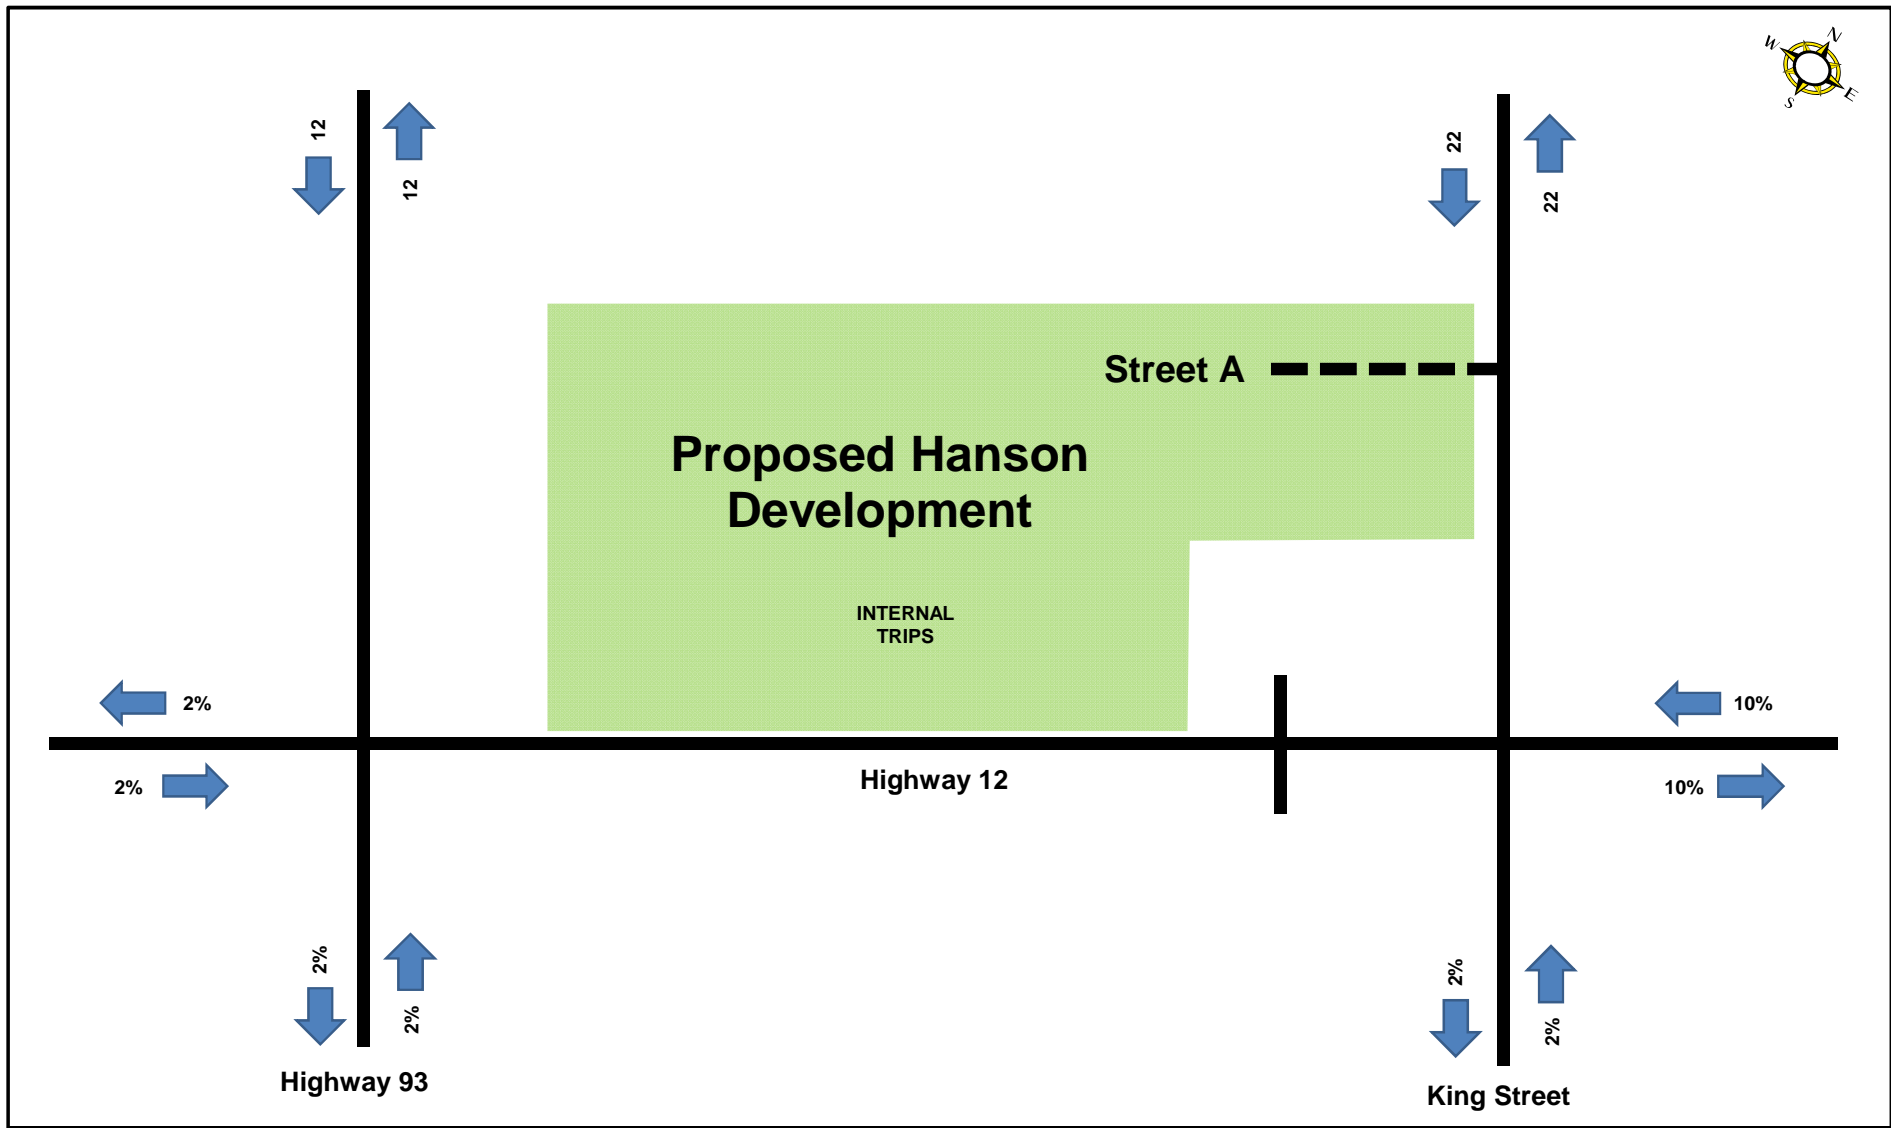 W
N
S
E
12
12
22
22
Street A
Proposed Hanson
Development
INTERNAL
TRIPS
2%
10%
2%
Highway 12
10%
2%
2%
2%
2%
Highway 93
King Street